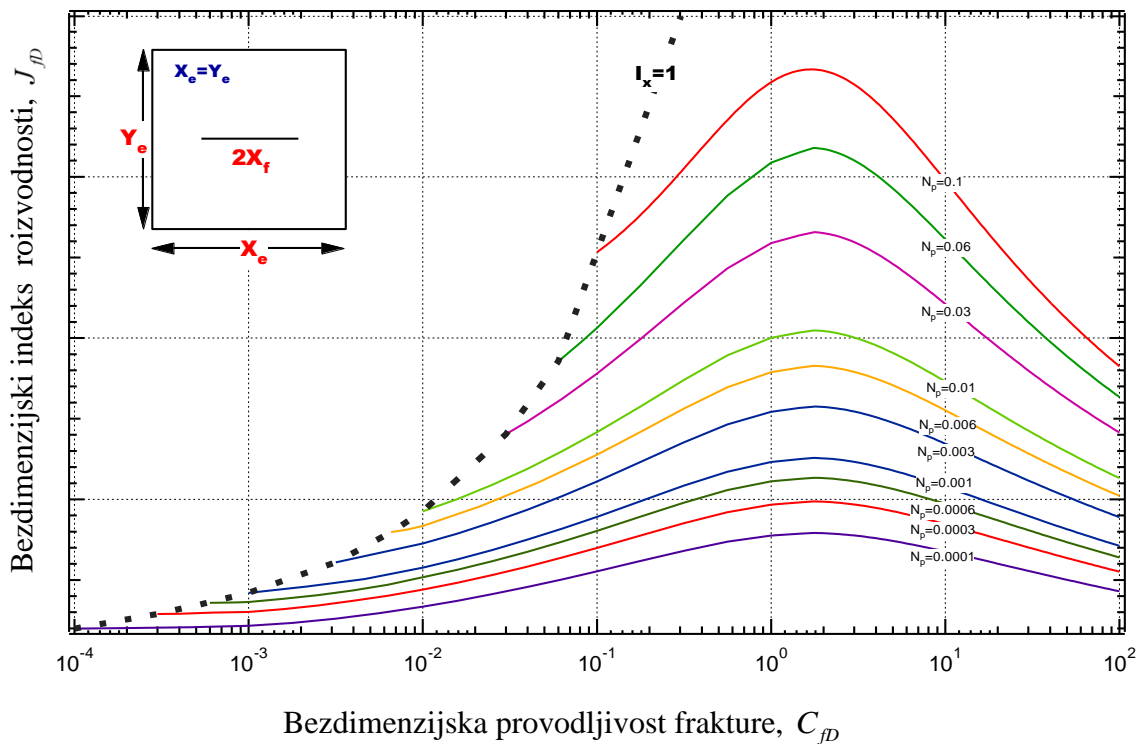 Bezdimenzijski indeks roizvodnosti, J_fD
X_e=Y_e
Y_e
2X_f
X_e
I_x=1
N_p=0.1
N_p=0.06
N_p=0.03
N_p=0.01
N_p=0.006
N_p=0.003
N_p=0.001
N_p=0.0006
N_p=0.0003
N_p=0.0001
10^-4 10^-3 10^-2 10^-1 10^0 10^1 10^2
Bezdimenzijska provodljivost frakture, C_fD